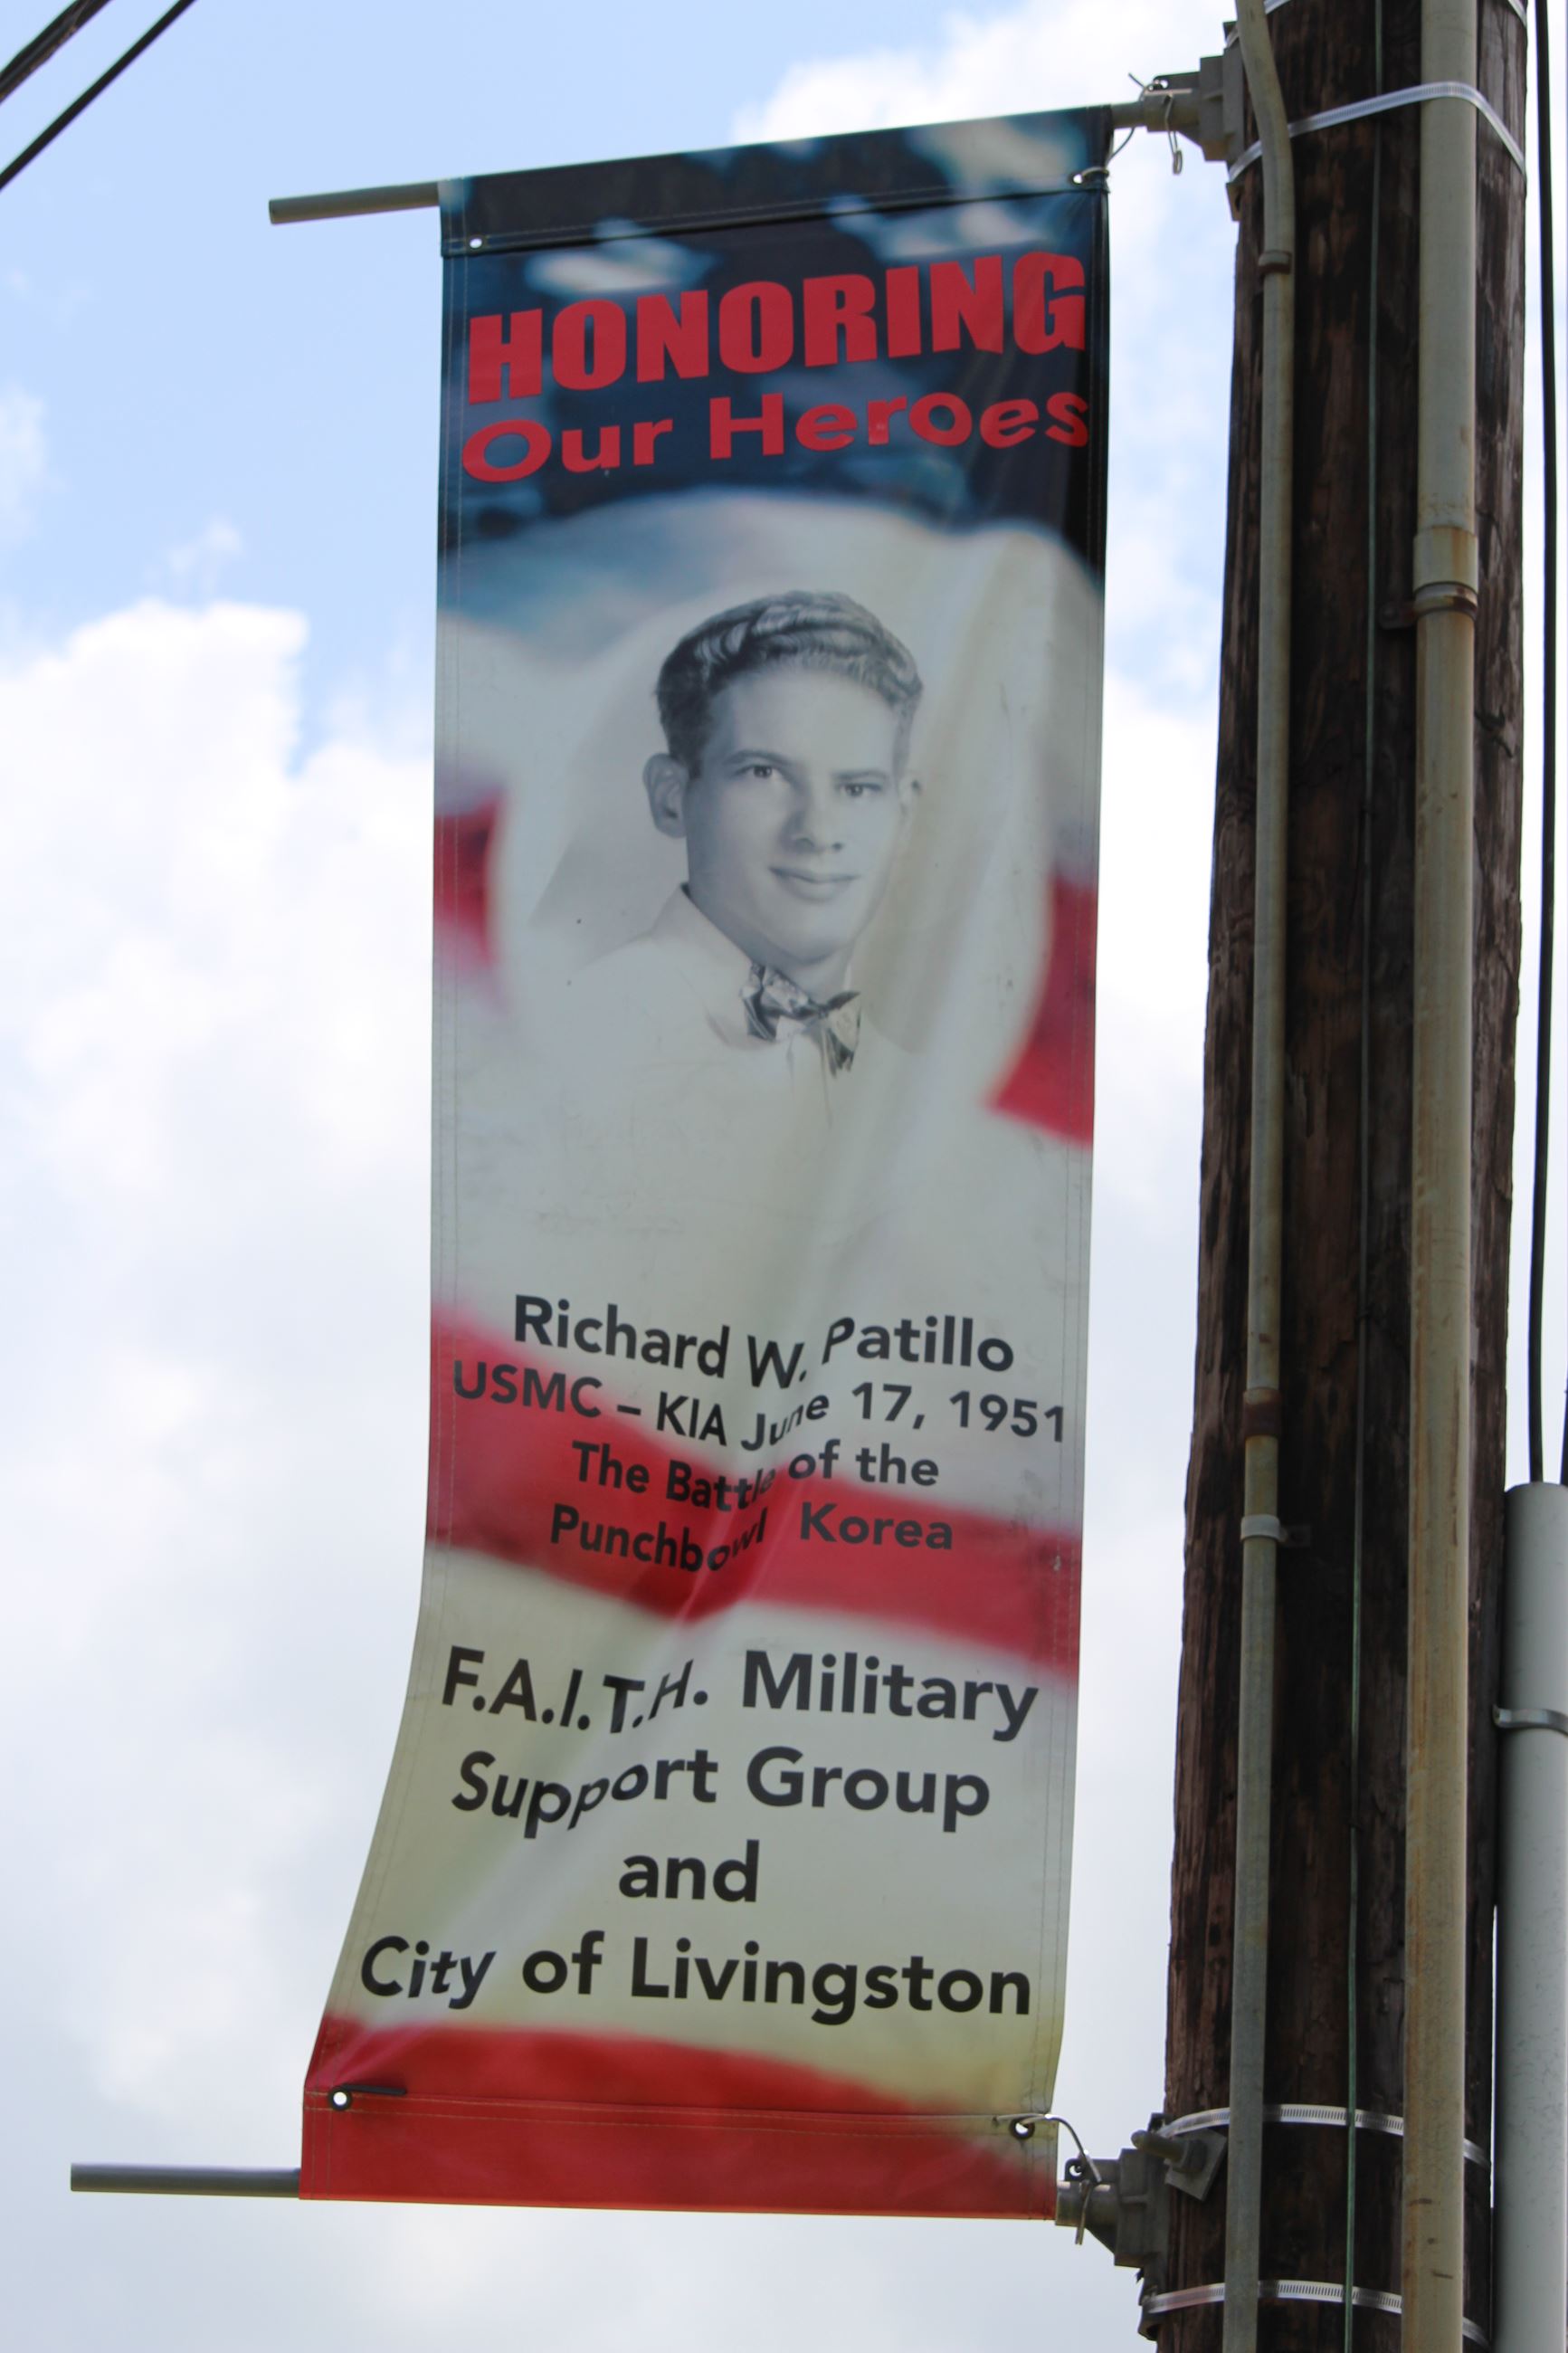 HONORING
Our Heroes
Richard W. Patillo
USMC – KIA June 17, 1951
The Battle of the
Punchbowl Korea
F.A.I.T.H. Military
Support Group
and
City of Livingston